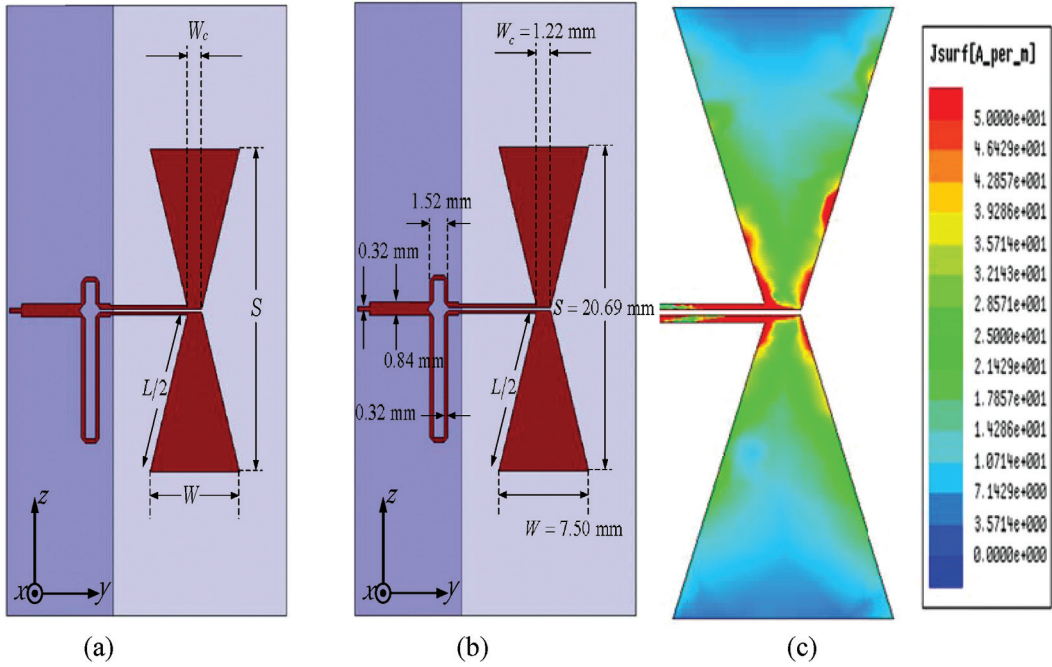 W_c
S
L/2
W
z
x
y
(a)
W_c = 1.22 mm
1.52 mm
0.32 mm
S = 20.69 mm
0.84 mm
L/2
0.32 mm
W = 7.50 mm
z
x
y
(b)
(c)
Jsurf[A_per_m]
5.0000e+001
4.6429e+001
4.2857e+001
3.9286e+001
3.5714e+001
3.2143e+001
2.8571e+001
2.5000e+001
2.1429e+001
1.7857e+001
1.4286e+001
1.0714e+001
7.1429e+000
3.5714e+000
0.0000e+000